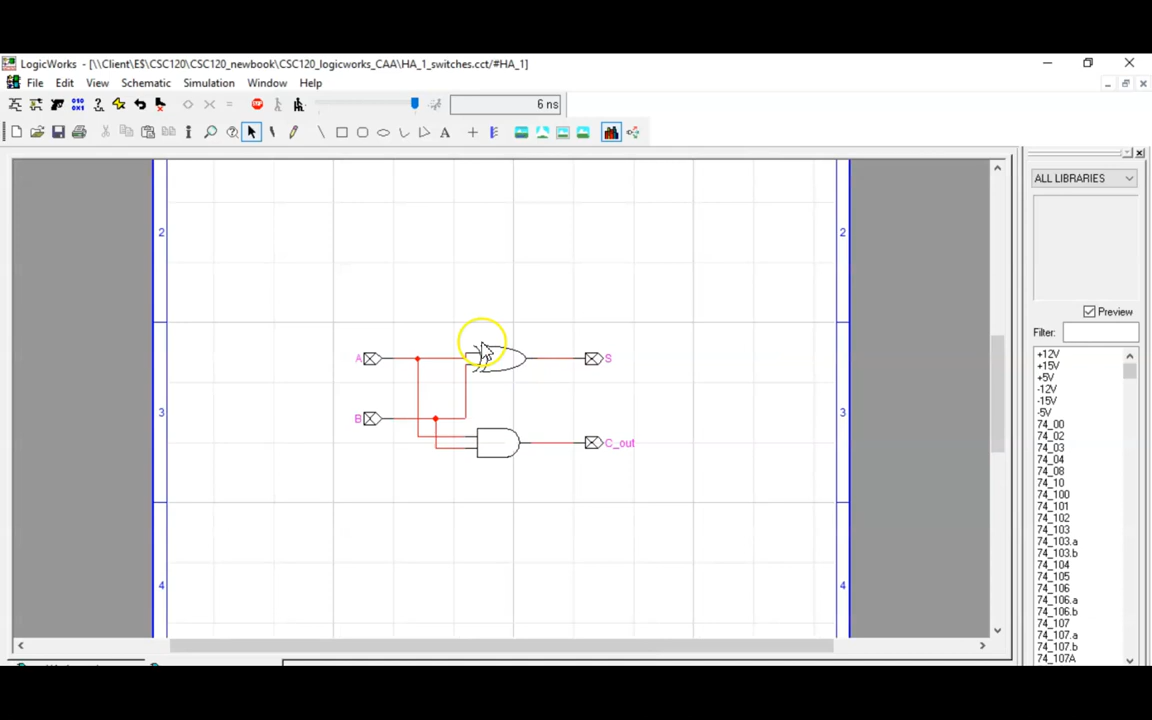 LogicWorks - [\\Client\E$\CSC120\CSC120_newbook\CSC120_logicworks_CAA\HA_1_switches.cct/#HA_1]
File Edit View Schematic Simulation Window Help
6 ns
ALL LIBRARIES
2
2
Preview
Filter:
A
S
B
3
3
C_out
4
4
+12V
+15V
+5V
-12V
-15V
-5V
74_00
74_02
74_03
74_04
74_08
74_10
74_100
74_101
74_102
74_103
74_103.a
74_103.b
74_104
74_105
74_106
74_106.a
74_106.b
74_107
74_107.a
74_107.b
74_107A